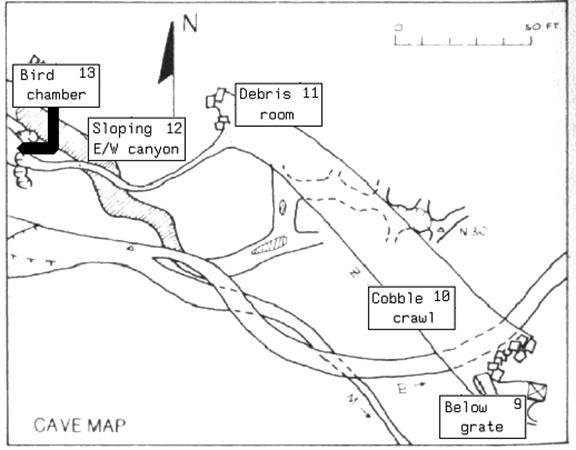 N
0 50 FT.
Bird 13
chamber
Debris 11
room
Sloping 12
E/W canyon
N30
N
Cobble 10
crawl
E
N
Below 9
grate
CAVE MAP